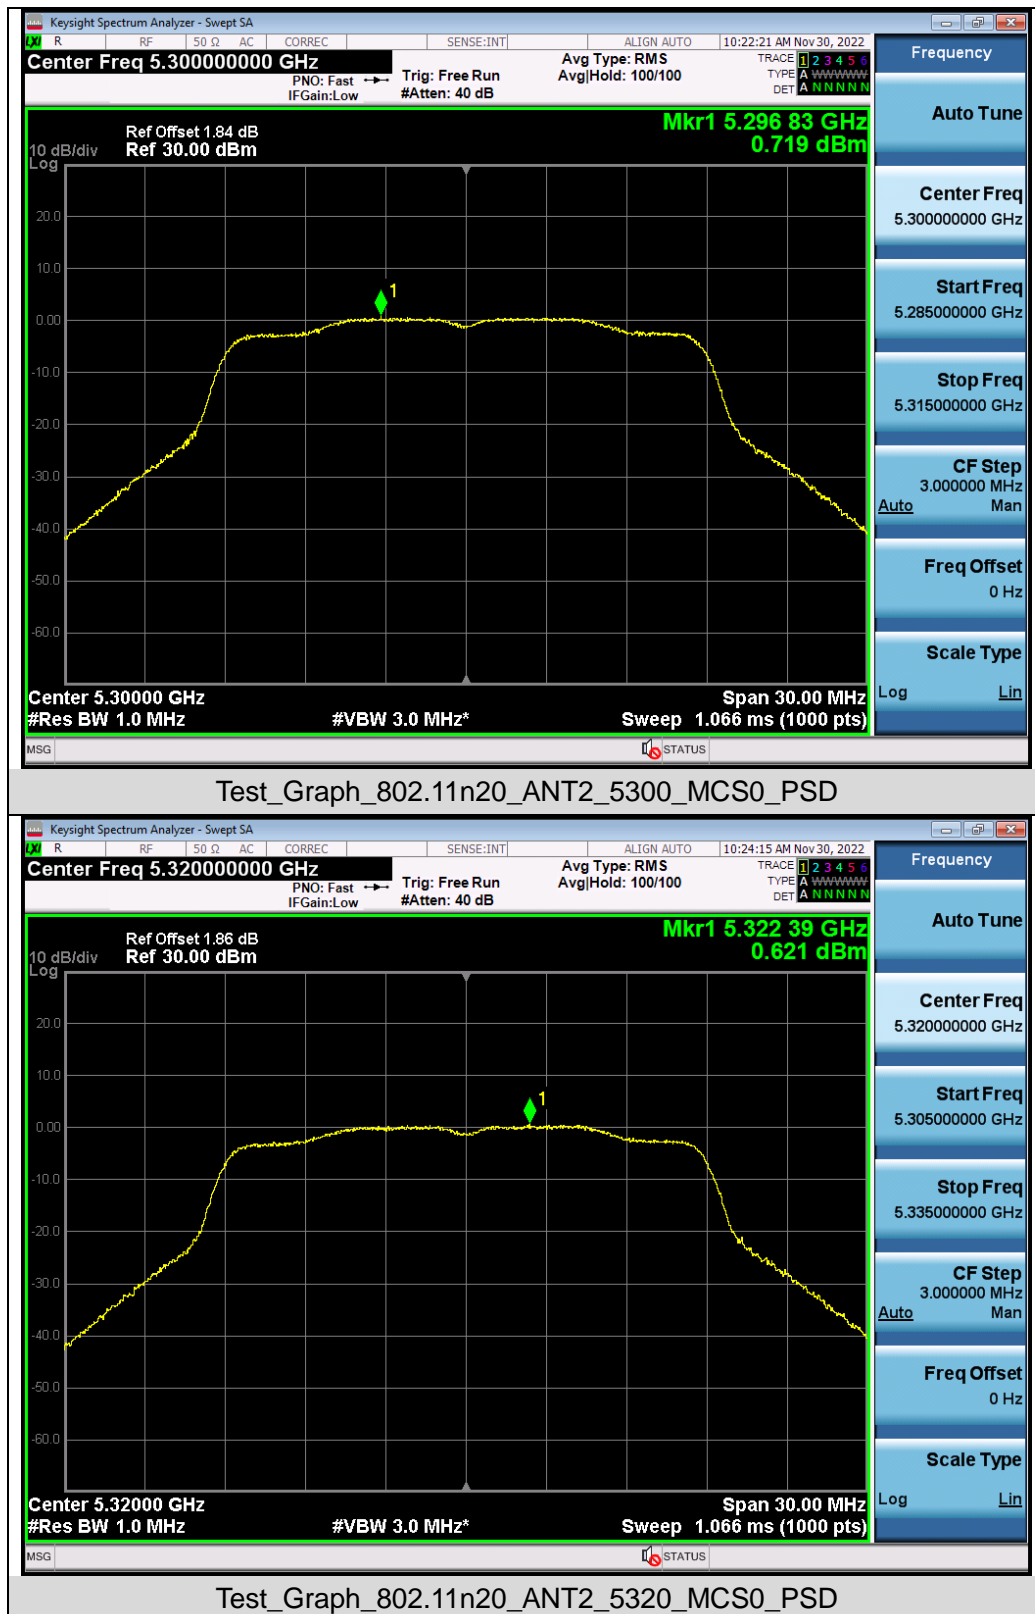 Keysight Spectrum Analyzer - Swept SA
LXI R RF 50 Ω AC CORREC SENSE:INT ALIGN AUTO 10:22:21 AM Nov 30, 2022
Center Freq 5.300000000 GHz
PNO: Fast
IFGain:Low
Trig: Free Run
#Atten: 40 dB
Avg Type: RMS
Avg|Hold: 100/100
TRACE 1 2 3 4 5 6
TYPE A WWWWW
DET A N N N N N
Ref Offset 1.84 dB
10 dB/div Ref 30.00 dBm
Log
Mkr1 5.296 83 GHz
0.719 dBm
20.0
10.0
1
0.00
-10.0
-20.0
-30.0
-40.0
-50.0
-60.0
Center 5.30000 GHz Span 30.00 MHz
#Res BW 1.0 MHz #VBW 3.0 MHz* Sweep 1.066 ms (1000 pts)
MSG STATUS
Frequency
Auto Tune
Center Freq
5.300000000 GHz
Start Freq
5.285000000 GHz
Stop Freq
5.315000000 GHz
CF Step
3.000000 MHz
Auto Man
Freq Offset
0 Hz
Scale Type
Log Lin
Test_Graph_802.11n20_ANT2_5300_MCS0_PSD
Keysight Spectrum Analyzer - Swept SA
LXI R RF 50 Ω AC CORREC SENSE:INT ALIGN AUTO 10:24:15 AM Nov 30, 2022
Center Freq 5.320000000 GHz
PNO: Fast
IFGain:Low
Trig: Free Run
#Atten: 40 dB
Avg Type: RMS
Avg|Hold: 100/100
TRACE 1 2 3 4 5 6
TYPE A WWWWW
DET A N N N N N
Ref Offset 1.86 dB
10 dB/div Ref 30.00 dBm
Log
Mkr1 5.322 39 GHz
0.621 dBm
20.0
10.0
1
0.00
-10.0
-20.0
-30.0
-40.0
-50.0
-60.0
Center 5.32000 GHz Span 30.00 MHz
#Res BW 1.0 MHz #VBW 3.0 MHz* Sweep 1.066 ms (1000 pts)
MSG STATUS
Frequency
Auto Tune
Center Freq
5.320000000 GHz
Start Freq
5.305000000 GHz
Stop Freq
5.335000000 GHz
CF Step
3.000000 MHz
Auto Man
Freq Offset
0 Hz
Scale Type
Log Lin
Test_Graph_802.11n20_ANT2_5320_MCS0_PSD